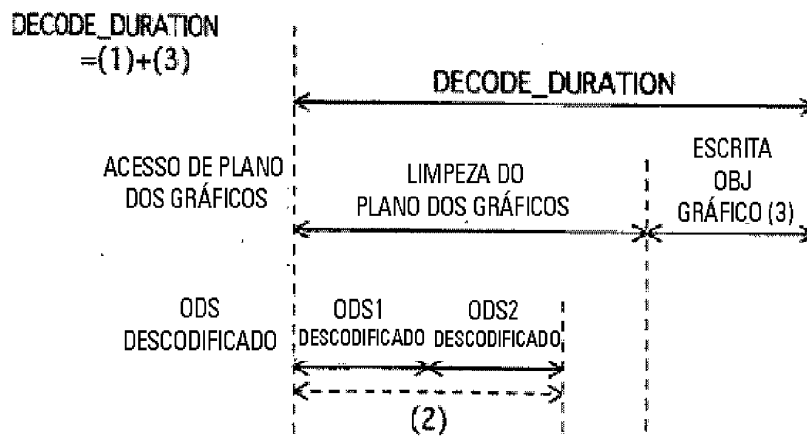 DECODE_DURATION
=(1)+(3)
DECODE_DURATION
ACESSO DE PLANO
DOS GRÁFICOS
LIMPEZA DO
PLANO DOS GRÁFICOS
ESCRITA
OBJ
GRÁFICO (3)
ODS
DESCODIFICADO
ODS1
DESCODIFICADO
ODS2
DESCODIFICADO
(2)